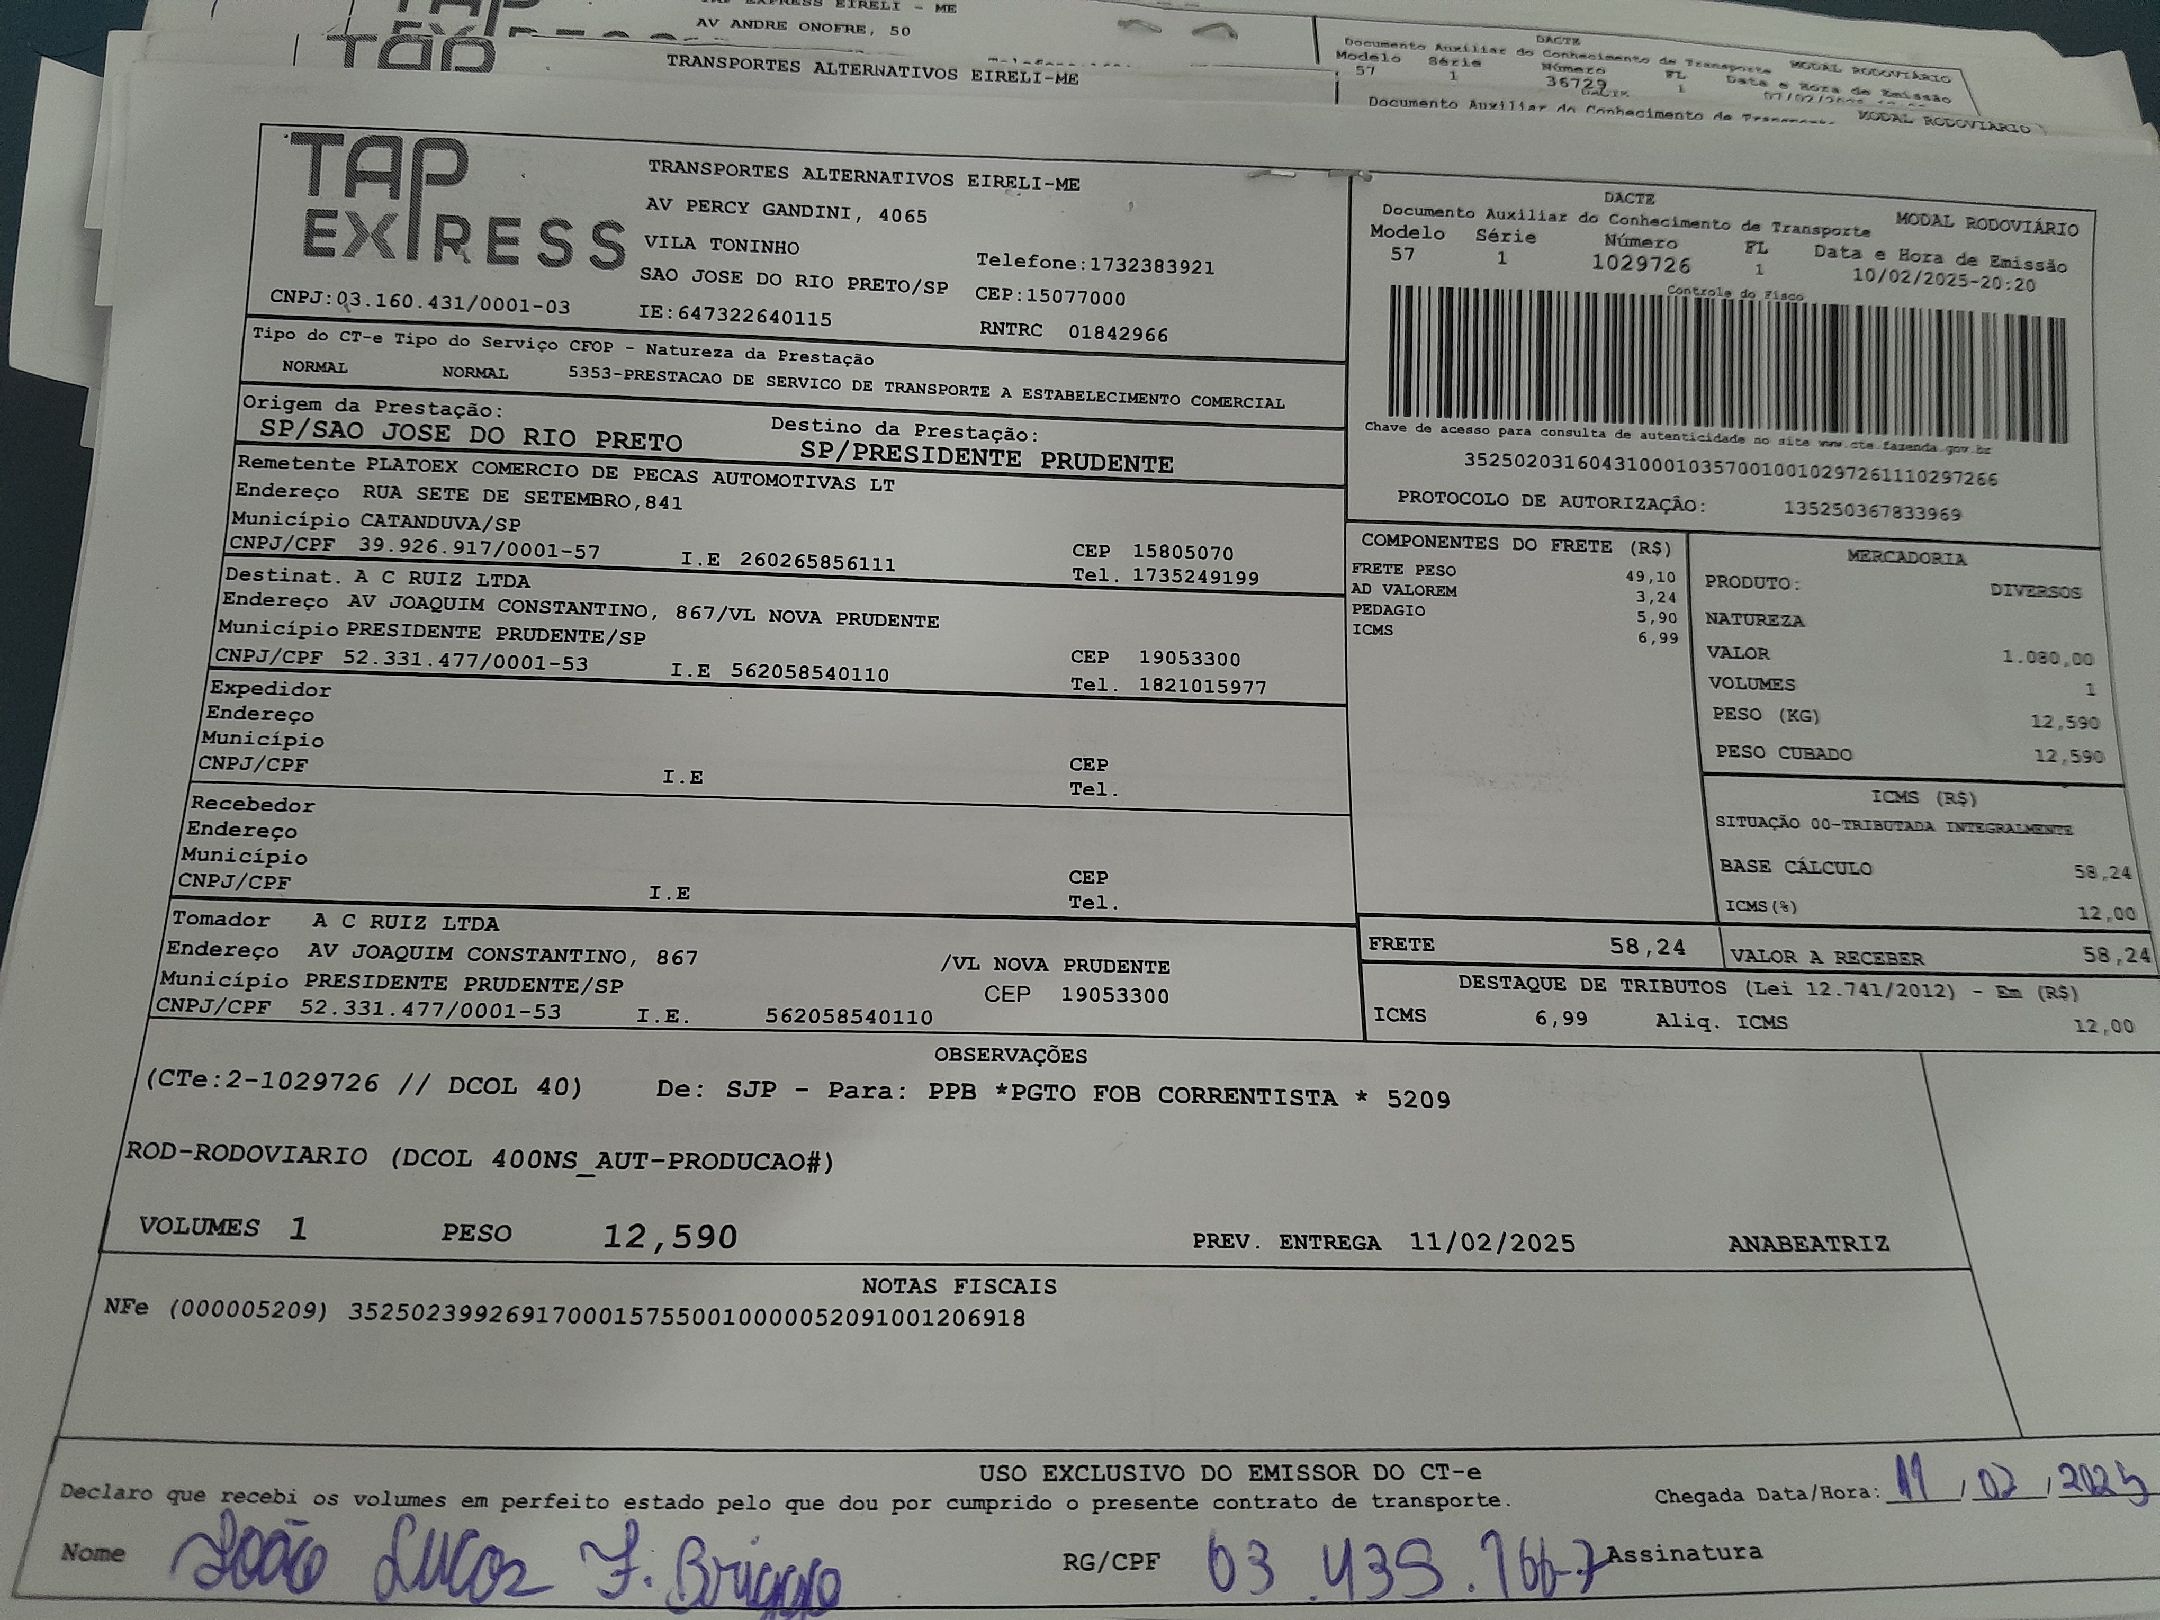 TAP EXPRESS EIRELI - ME
AV ANDRE ONOFRE, 50
DACTE
Documento Auxiliar do Conhecimento de Transporte MODAL RODOVIÁRIO
Modelo Série Número FL Data e Hora de Emissão
57 1 36729 1
TRANSPORTES ALTERNATIVOS EIRELI-ME
Documento Auxiliar do Conhecimento de Transporte MODAL RODOVIÁRIO
TAP EXPRESS
TRANSPORTES ALTERNATIVOS EIRELI-ME
AV PERCY GANDINI, 4065
VILA TONINHO
Telefone:1732383921
SAO JOSE DO RIO PRETO/SP CEP:15077000
CNPJ:03.160.431/0001-03 IE:647322640115 RNTRC 01842966
DACTE
Documento Auxiliar do Conhecimento de Transporte MODAL RODOVIÁRIO
Modelo Série Número FL Data e Hora de Emissão
57 1 1029726 1 10/02/2025-20:20
Controle do Fisco
Chave de acesso para consulta de autenticidade no site www.cte.fazenda.gov.br
35250203160431000103570010010297261110297266
PROTOCOLO DE AUTORIZAÇÃO: 135250367833969
Tipo do CT-e Tipo do Serviço CFOP - Natureza da Prestação
NORMAL NORMAL 5353-PRESTACAO DE SERVICO DE TRANSPORTE A ESTABELECIMENTO COMERCIAL
Origem da Prestação: Destino da Prestação:
SP/SAO JOSE DO RIO PRETO SP/PRESIDENTE PRUDENTE
Remetente PLATOEX COMERCIO DE PECAS AUTOMOTIVAS LT
Endereço RUA SETE DE SETEMBRO,841
Município CATANDUVA/SP CEP 15805070
CNPJ/CPF 39.926.917/0001-57 I.E 260265856111 Tel. 1735249199
Destinat. A C RUIZ LTDA
Endereço AV JOAQUIM CONSTANTINO, 867/VL NOVA PRUDENTE
Município PRESIDENTE PRUDENTE/SP CEP 19053300
CNPJ/CPF 52.331.477/0001-53 I.E 562058540110 Tel. 1821015977
Expedidor
Endereço
Município CEP
CNPJ/CPF I.E Tel.
Recebedor
Endereço
Município CEP
CNPJ/CPF I.E Tel.
Tomador A C RUIZ LTDA
Endereço AV JOAQUIM CONSTANTINO, 867 /VL NOVA PRUDENTE
Município PRESIDENTE PRUDENTE/SP CEP 19053300
CNPJ/CPF 52.331.477/0001-53 I.E. 562058540110
COMPONENTES DO FRETE (R$)
FRETE PESO 49,10
AD VALOREM 3,24
PEDAGIO 5,90
ICMS 6,99
MERCADORIA
PRODUTO: DIVERSOS
NATUREZA
VALOR 1.080,00
VOLUMES 1
PESO (KG) 12,590
PESO CUBADO 12,590
ICMS (R$)
SITUAÇÃO 00-TRIBUTADA INTEGRALMENTE
BASE CÁLCULO 58,24
ICMS(%) 12,00
FRETE 58,24 VALOR A RECEBER 58,24
DESTAQUE DE TRIBUTOS (Lei 12.741/2012) - Em (R$)
ICMS 6,99 Aliq. ICMS 12,00
OBSERVAÇÕES
(CTe:2-1029726 // DCOL 40) De: SJP - Para: PPB *PGTO FOB CORRENTISTA * 5209
ROD-RODOVIARIO (DCOL 400NS_AUT-PRODUCAO#)
VOLUMES 1 PESO 12,590 PREV. ENTREGA 11/02/2025 ANABEATRIZ
NOTAS FISCAIS
NFe (000005209) 35250239926917000157550010000052091001206918
USO EXCLUSIVO DO EMISSOR DO CT-e
Declaro que recebi os volumes em perfeito estado pelo que dou por cumprido o presente contrato de transporte. Chegada Data/Hora: 11/02/2025
Nome João Lucas F. RG/CPF Assinatura